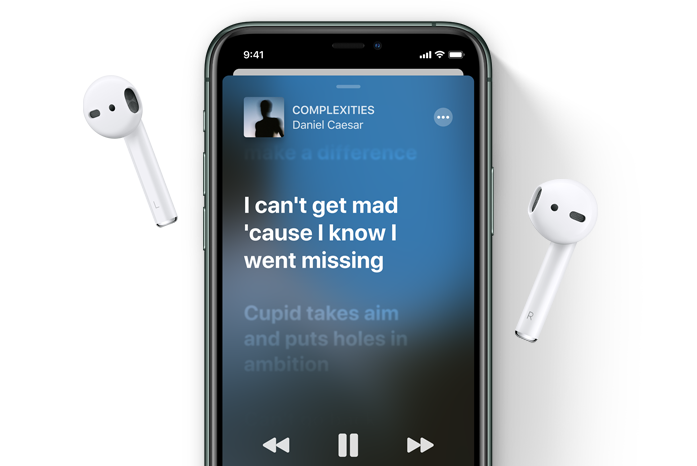 9:41
COMPLEXITIES
Daniel Caesar
make a difference
I can't get mad
'cause I know I
went missing
Cupid takes aim
and puts holes in
ambition
L
R